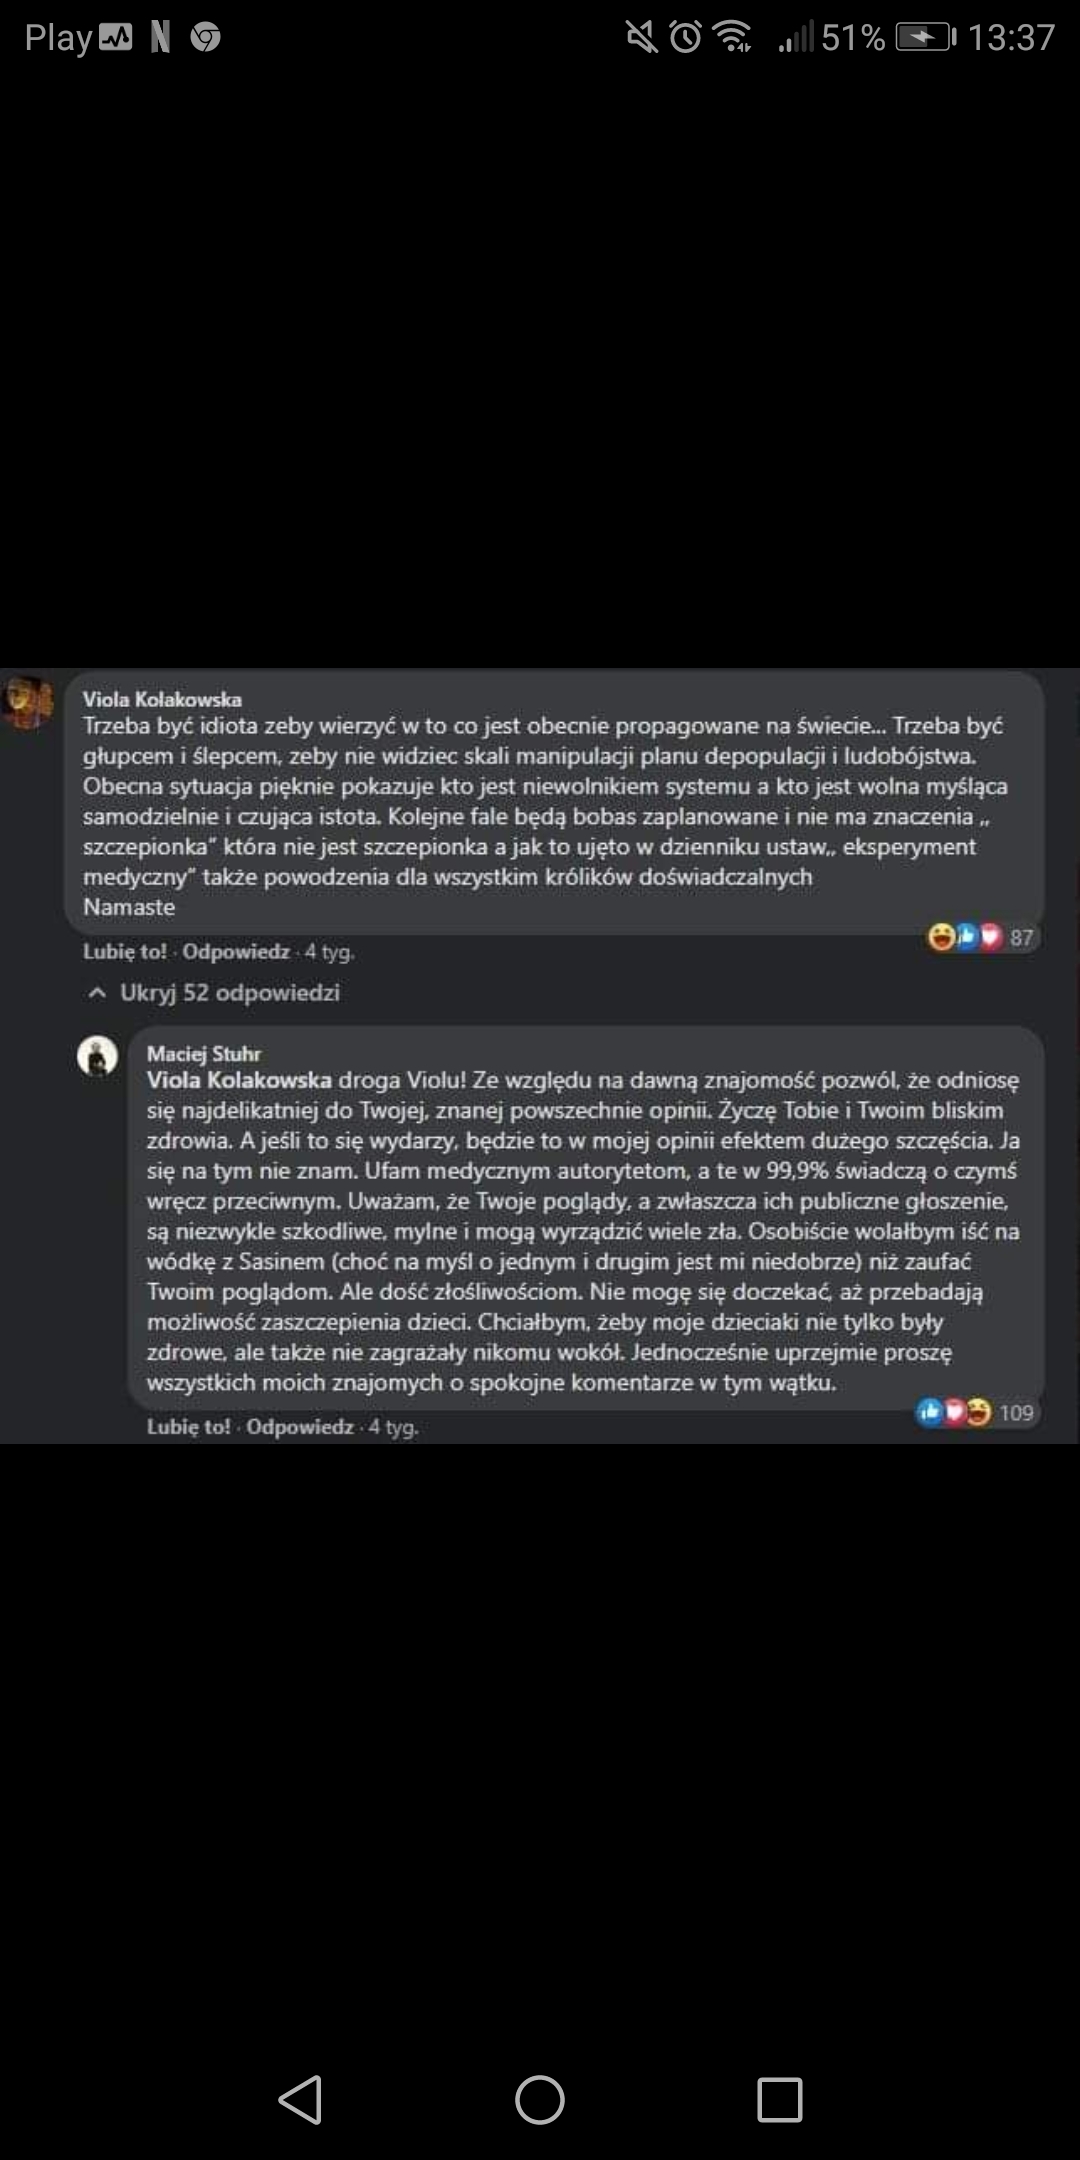 Play 51% 13:37
Viola Kołakowska
Trzeba być idiota zeby wierzyć w to co jest obecnie propagowane na świecie... Trzeba być
głupcem i ślepcem, zeby nie widziec skali manipulacji planu depopulacji i ludobójstwa.
Obecna sytuacja pięknie pokazuje kto jest niewolnikiem systemu a kto jest wolna myśląca
samodzielnie i czująca istota. Kolejne fale będą bobas zaplanowane i nie ma znaczenia ,,
szczepionka" która nie jest szczepionka a jak to ujęto w dzienniku ustaw,, eksperyment
medyczny" także powodzenia dla wszystkim królików doświadczalnych
Namaste
87
Lubię to! · Odpowiedz · 4 tyg.
Ukryj 52 odpowiedzi
Maciej Stuhr
Viola Kolakowska droga Violu! Ze względu na dawną znajomość pozwól, że odniosę
się najdelikatniej do Twojej, znanej powszechnie opinii. Życzę Tobie i Twoim bliskim
zdrowia. A jeśli to się wydarzy, będzie to w mojej opinii efektem dużego szczęścia. Ja
się na tym nie znam. Ufam medycznym autorytetom, a te w 99,9% świadczą o czymś
wręcz przeciwnym. Uważam, że Twoje poglądy, a zwłaszcza ich publiczne głoszenie,
są niezwykle szkodliwe, mylne i mogą wyrządzić wiele zła. Osobiście wolałbym iść na
wódkę z Sasinem (choć na myśl o jednym i drugim jest mi niedobrze) niż zaufać
Twoim poglądom. Ale dość złośliwościom. Nie mogę się doczekać, aż przebadają
możliwość zaszczepienia dzieci. Chciałbym, żeby moje dzieciaki nie tylko były
zdrowe, ale także nie zagrażały nikomu wokół. Jednocześnie uprzejmie proszę
wszystkich moich znajomych o spokojne komentarze w tym wątku.
109
Lubię to! · Odpowiedz · 4 tyg.